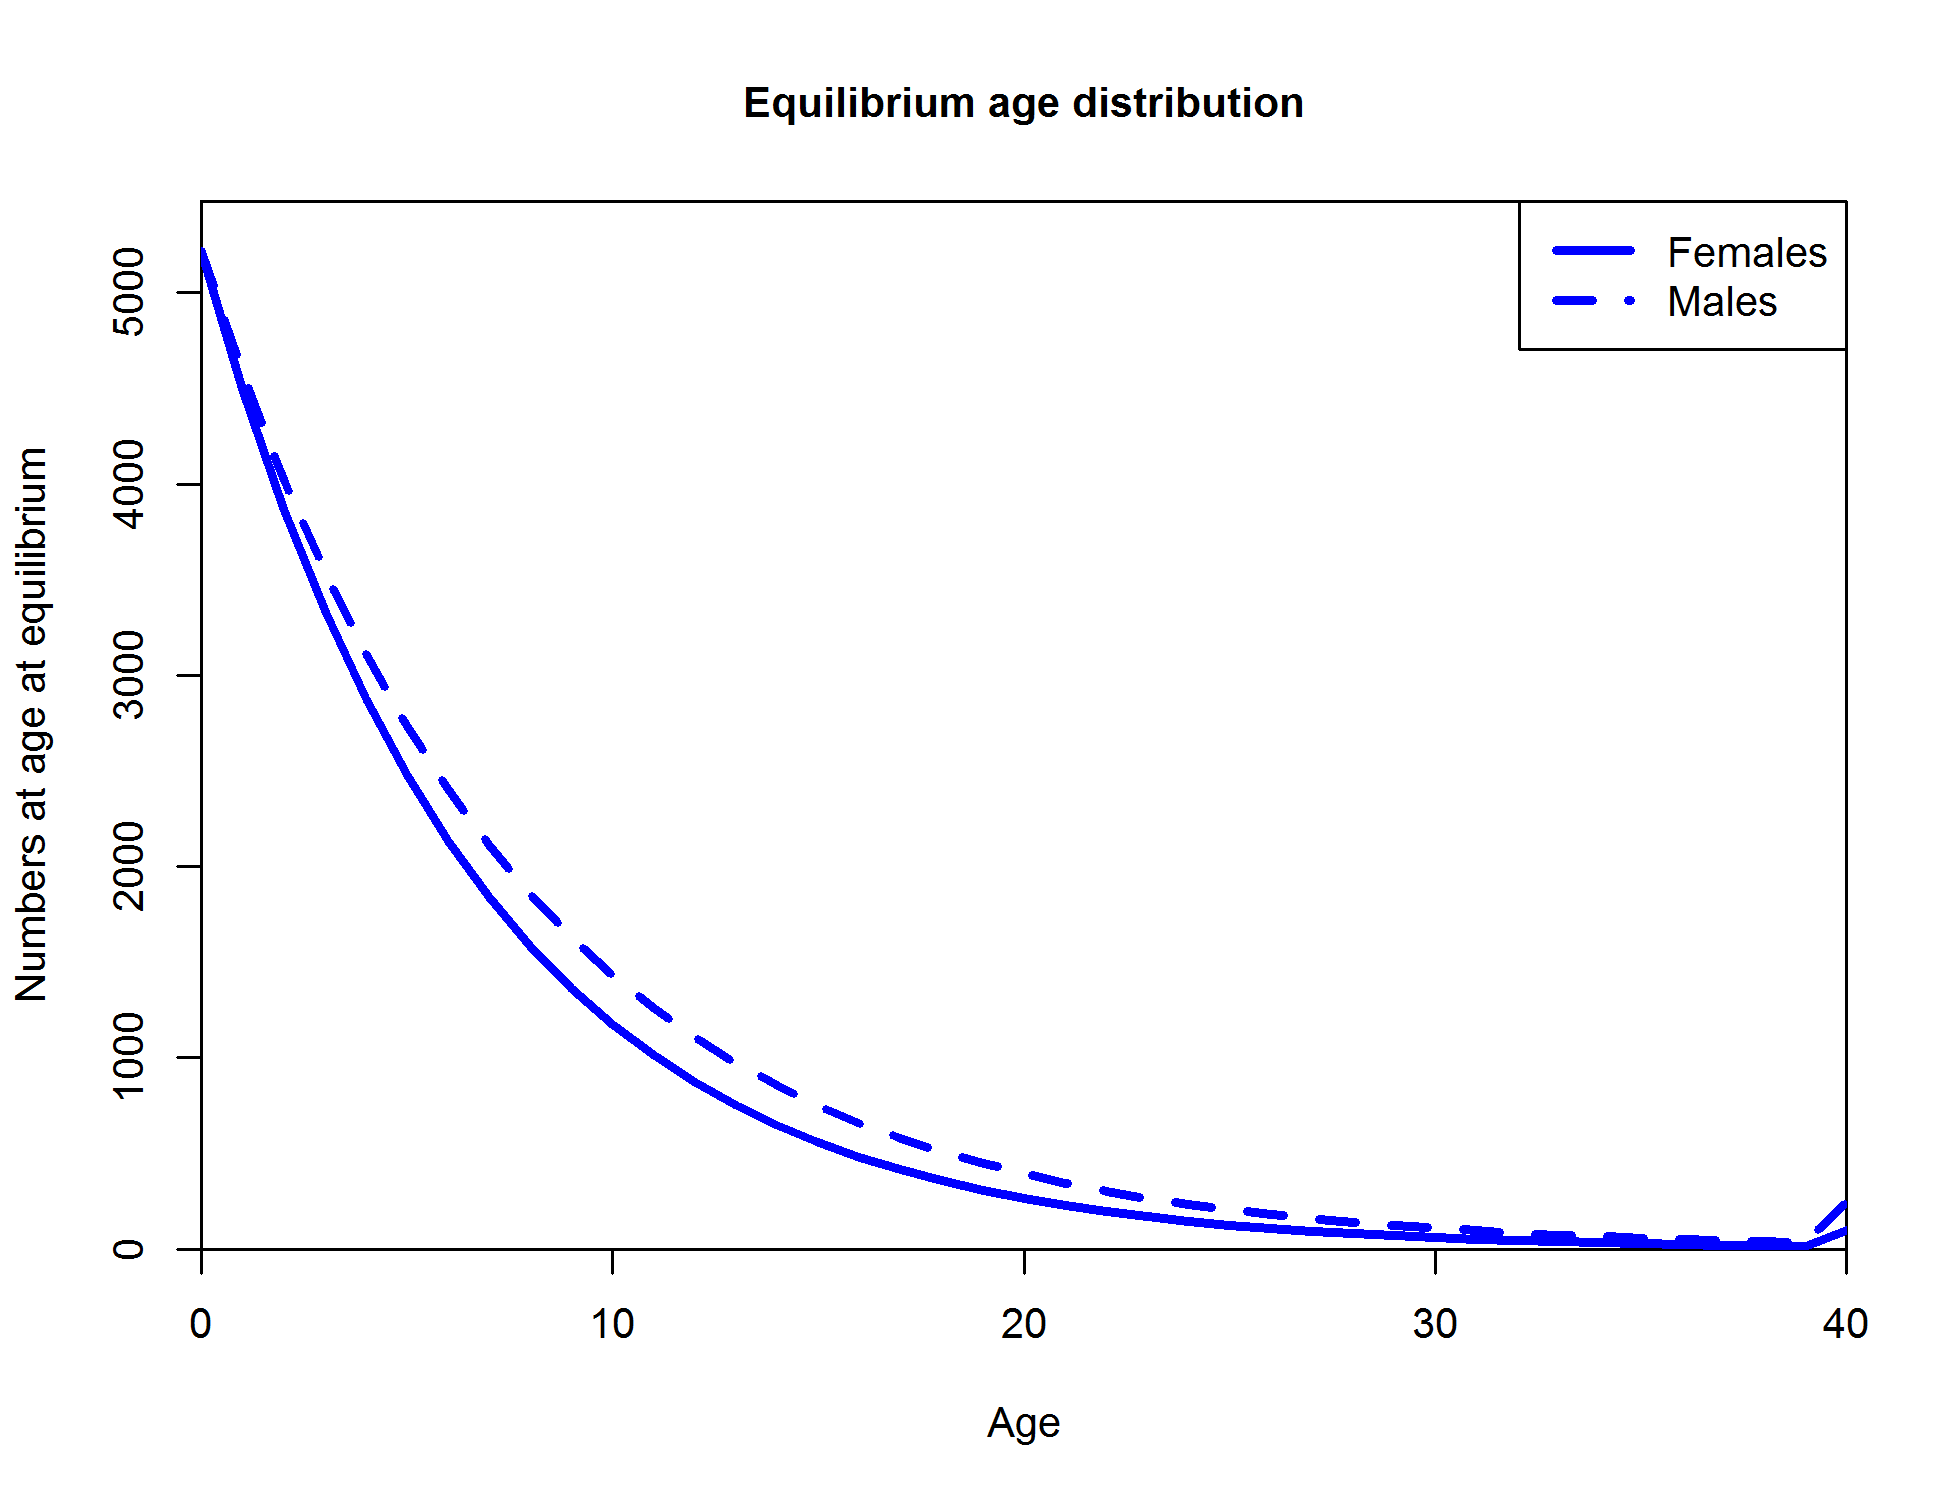 Equilibrium age distribution
Females
Males
Numbers at age at equilibrium
5000
4000
3000
2000
1000
0
0 10 20 30 40
Age